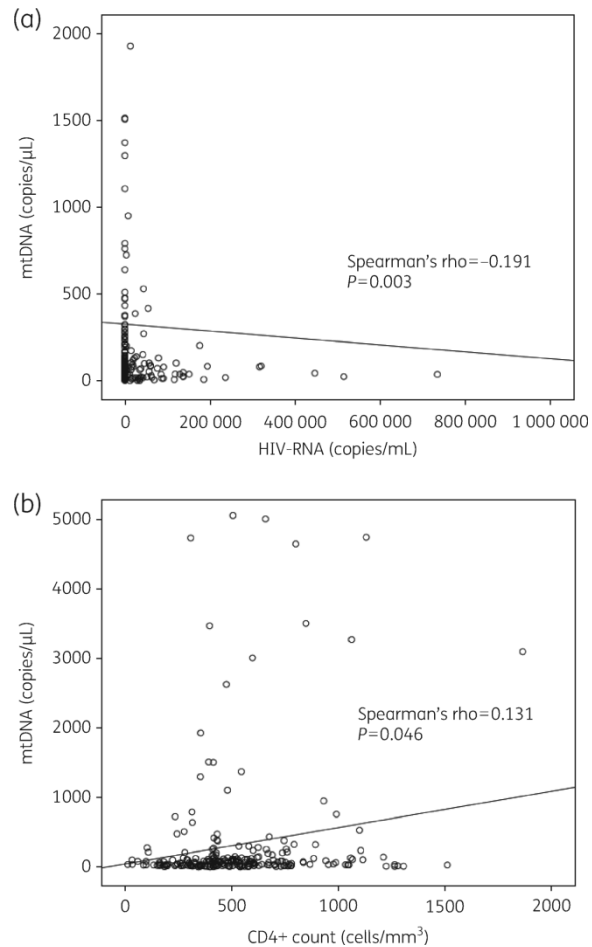 (a)
2000
1500
1000
500
0
mtDNA (copies/µL)
Spearman's rho=–0.191
P=0.003
0 200 000 400 000 600 000 800 000 1 000 000
HIV-RNA (copies/mL)
(b)
5000
4000
3000
2000
1000
0
mtDNA (copies/µL)
Spearman's rho=0.131
P=0.046
0 500 1000 1500 2000
CD4+ count (cells/mm³)